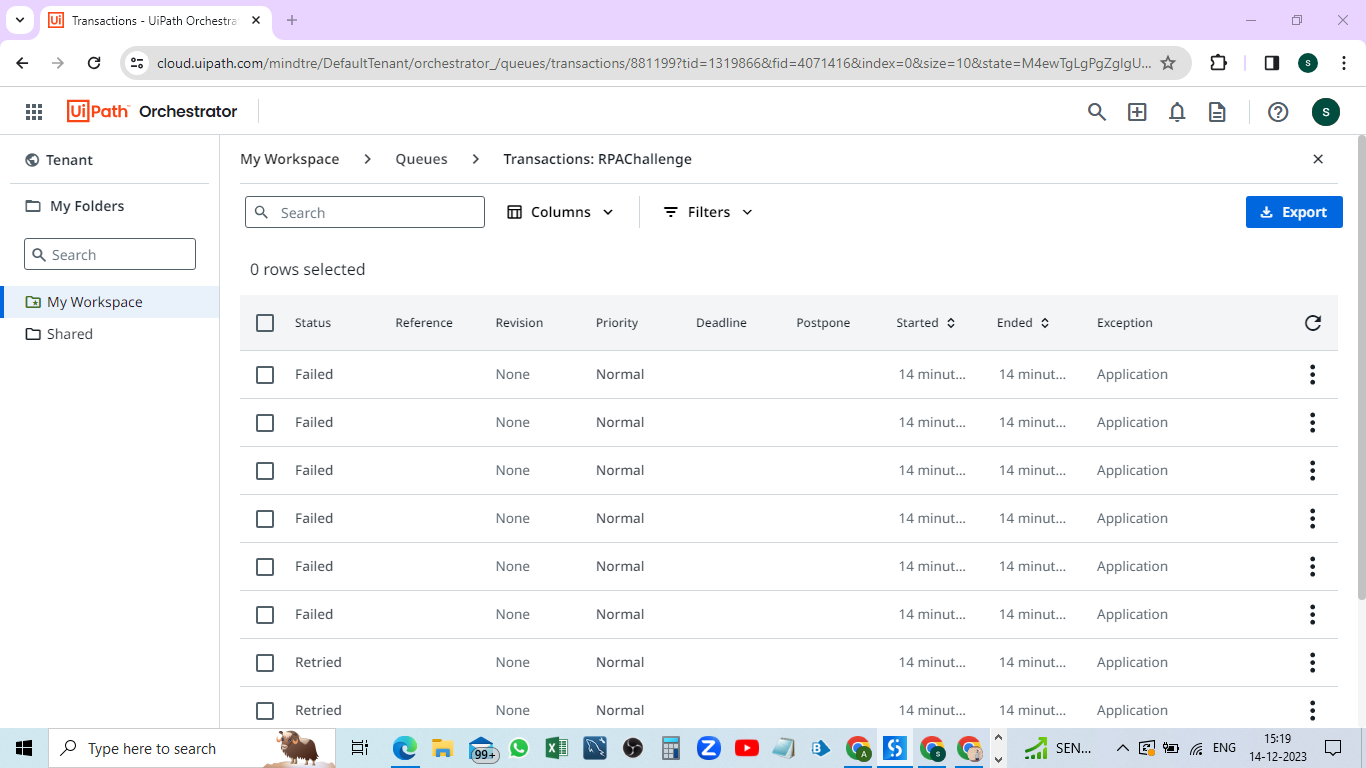 Transactions - UiPath Orchestra
cloud.uipath.com/mindtre/DefaultTenant/orchestrator_/queues/transactions/881199?tid=1319866&fid=4071416&index=0&size=10&state=M4ewTgLgPgZglgU...
S
UiPath Orchestrator
S
Tenant
My Folders
Search
My Workspace
Shared
My Workspace > Queues > Transactions: RPAChallenge
Search
Columns
Filters
Export
0 rows selected
Status Reference Revision Priority Deadline Postpone Started Ended Exception
Failed None Normal 14 minut... 14 minut... Application
Failed None Normal 14 minut... 14 minut... Application
Failed None Normal 14 minut... 14 minut... Application
Failed None Normal 14 minut... 14 minut... Application
Failed None Normal 14 minut... 14 minut... Application
Failed None Normal 14 minut... 14 minut... Application
Retried None Normal 14 minut... 14 minut... Application
Retried None Normal 14 minut... 14 minut... Application
Type here to search
99+
SEN...
ENG
15:19
14-12-2023